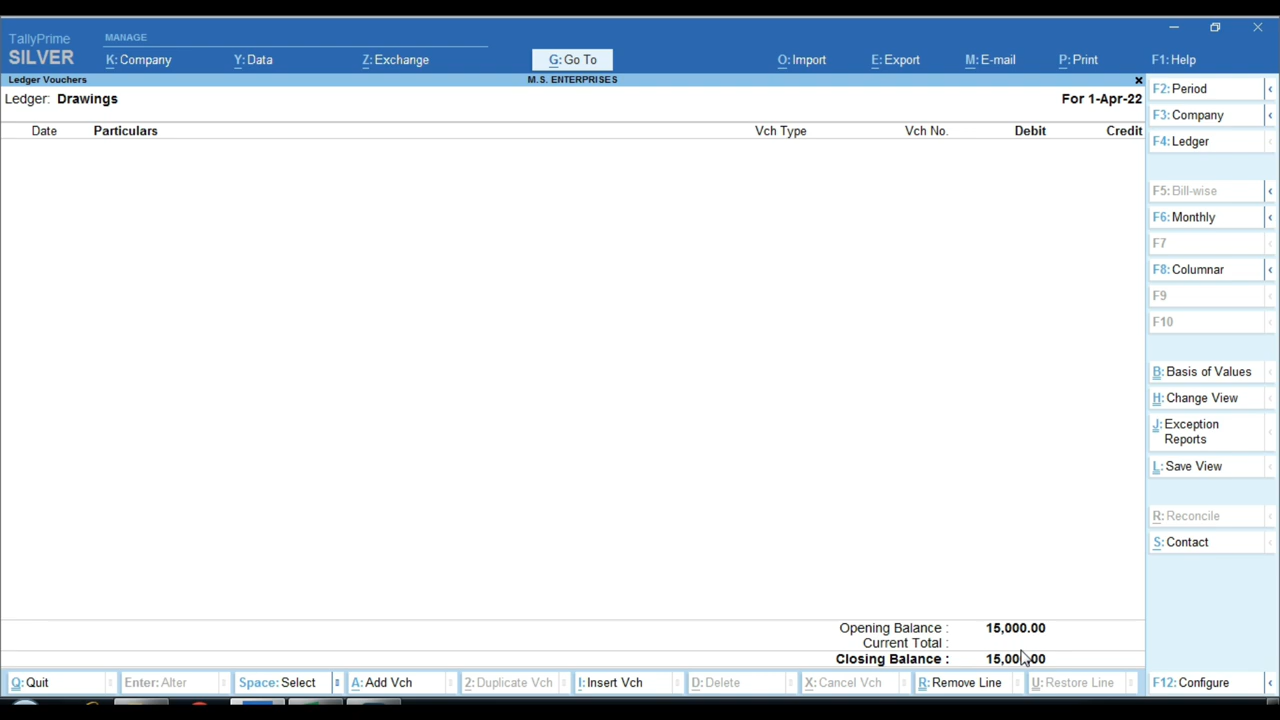 TallyPrime
SILVER
MANAGE
K: Company
Y: Data
Z: Exchange
G: Go To
O: Import
E: Export
M: E-mail
P: Print
F1: Help
Ledger Vouchers
M.S. ENTERPRISES
Ledger: Drawings
For 1-Apr-22
Date Particulars Vch Type Vch No. Debit Credit
Opening Balance : 15,000.00
Current Total :
Closing Balance : 15,000.00
F2: Period
F3: Company
F4: Ledger
F5: Bill-wise
F6: Monthly
F7
F8: Columnar
F9
F10
B: Basis of Values
H: Change View
J: Exception
Reports
L: Save View
R: Reconcile
S: Contact
Q: Quit
Enter: Alter
Space: Select
A: Add Vch
2: Duplicate Vch
I: Insert Vch
D: Delete
X: Cancel Vch
R: Remove Line
U: Restore Line
F12: Configure